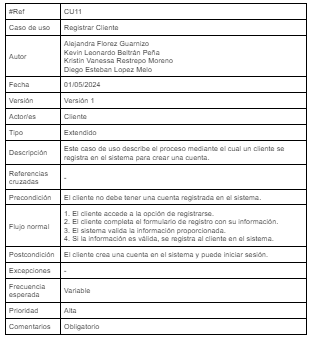 #Ref CU11
Caso de uso Registrar Cliente
Autor
Alejandra Florez Guarnizo
Kevin Leonardo Beltrán Peña
Kristin Vanessa Restrepo Moreno
Diego Esteban Lopez Melo
Fecha 01/05/2024
Versión Versión 1
Actor/es Cliente
Tipo Extendido
Descripción
Este caso de uso describe el proceso mediante el cual un cliente se
registra en el sistema para crear una cuenta.
Referencias
cruzadas -
Precondición El cliente no debe tener una cuenta registrada en el sistema.
Flujo normal
1. El cliente accede a la opción de registrarse.
2. El cliente completa el formulario de registro con su información.
3. El sistema valida la información proporcionada.
4. Si la información es válida, se registra al cliente en el sistema.
Postcondición El cliente crea una cuenta en el sistema y puede iniciar sesión.
Excepciones -
Frecuencia
esperada Variable
Prioridad Alta
Comentarios Obligatorio